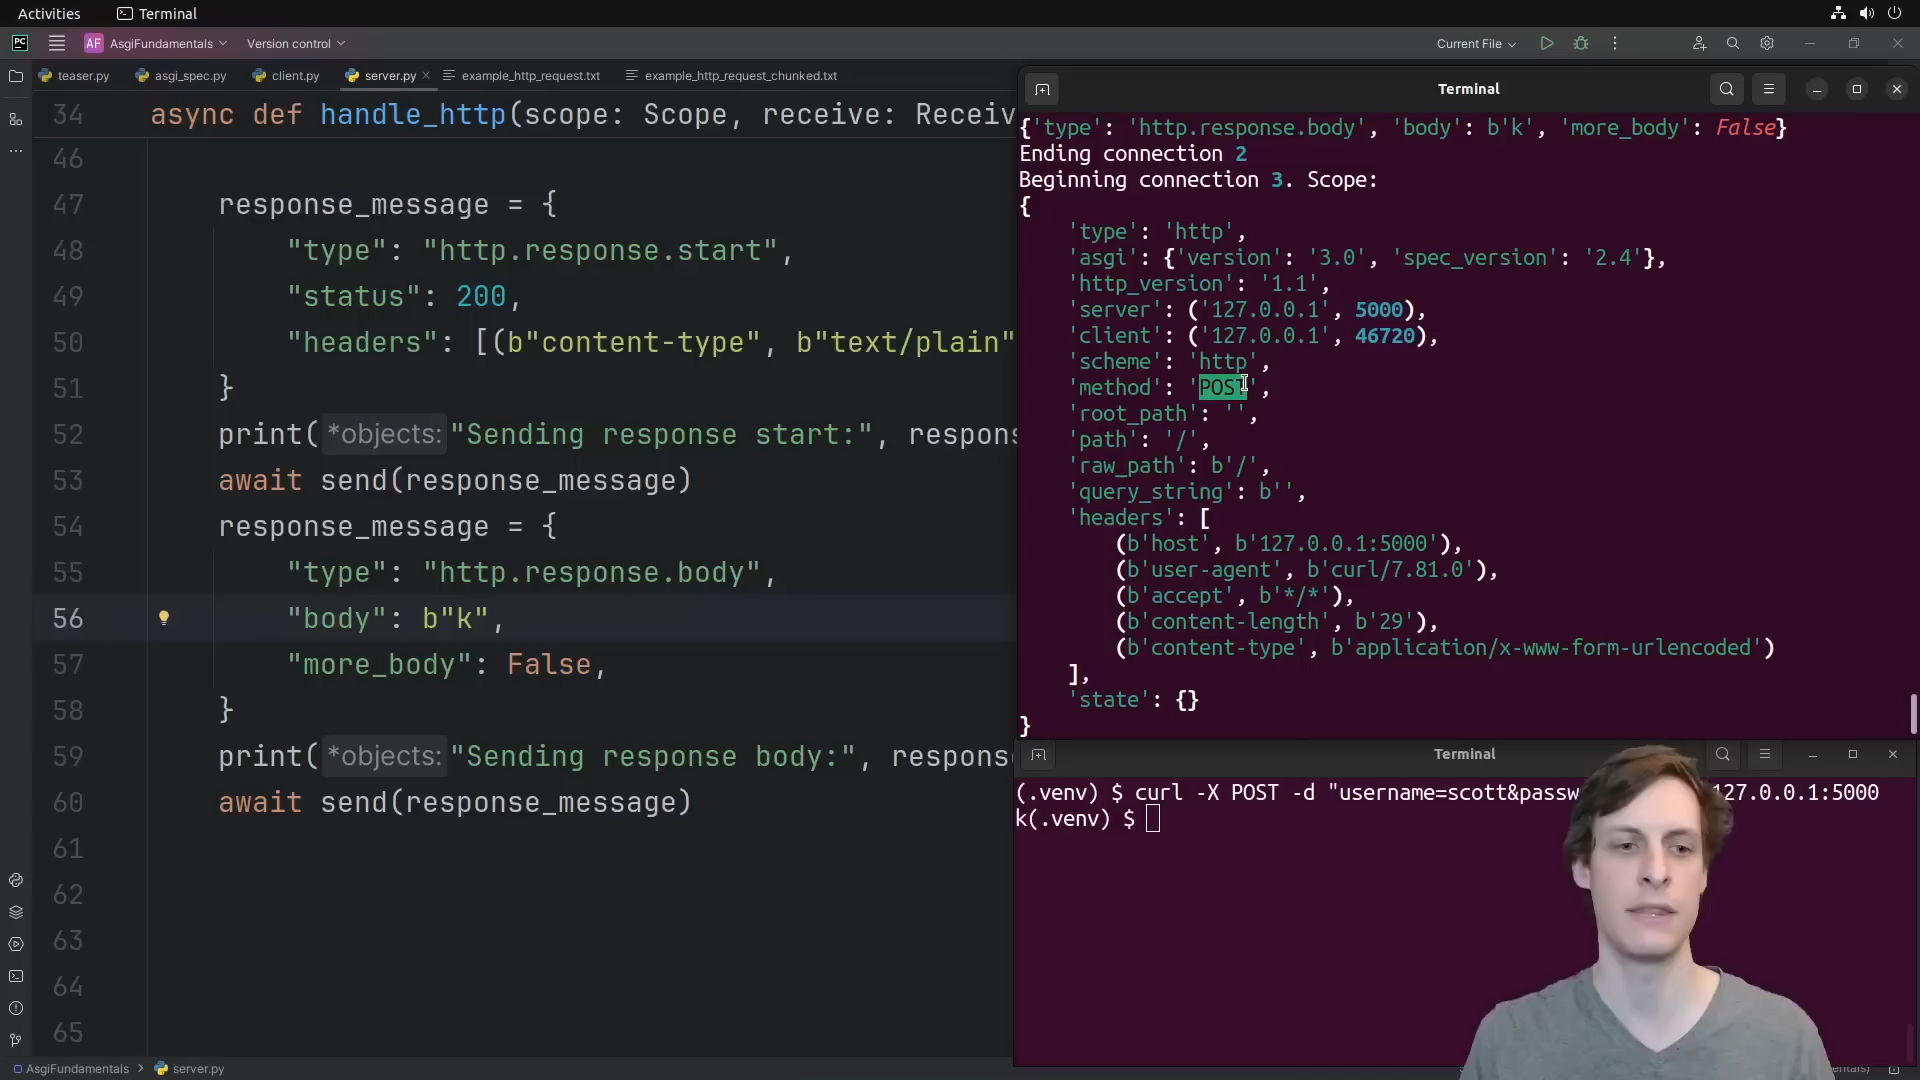 Activities
Terminal
AF AsgiFundamentals
Version control
Current File
teaser.py
asgi_spec.py
client.py
server.py
example_http_request.txt
example_http_request_chunked.txt
34 async def handle_http(scope: Scope, receive: Receiv
46
47 response_message = {
48 "type": "http.response.start",
49 "status": 200,
50 "headers": [(b"content-type", b"text/plain"
51 }
52 print(*objects: "Sending response start:", respons
53 await send(response_message)
54 response_message = {
55 "type": "http.response.body",
56 "body": b"k",
57 "more_body": False,
58 }
59 print(*objects: "Sending response body:", respons
60 await send(response_message)
61
62
63
64
65
AsgiFundamentals > server.py
Terminal
{'type': 'http.response.body', 'body': b'k', 'more_body': False}
Ending connection 2
Beginning connection 3. Scope:
{
'type': 'http',
'asgi': {'version': '3.0', 'spec_version': '2.4'},
'http_version': '1.1',
'server': ('127.0.0.1', 5000),
'client': ('127.0.0.1', 46720),
'scheme': 'http',
'method': 'POST',
'root_path': '',
'path': '/',
'raw_path': b'/',
'query_string': b'',
'headers': [
(b'host', b'127.0.0.1:5000'),
(b'user-agent', b'curl/7.81.0'),
(b'accept', b'*/*'),
(b'content-length', b'29'),
(b'content-type', b'application/x-www-form-urlencoded')
],
'state': {}
}
Terminal
(.venv) $ curl -X POST -d "username=scott&passw 127.0.0.1:5000
k(.venv) $